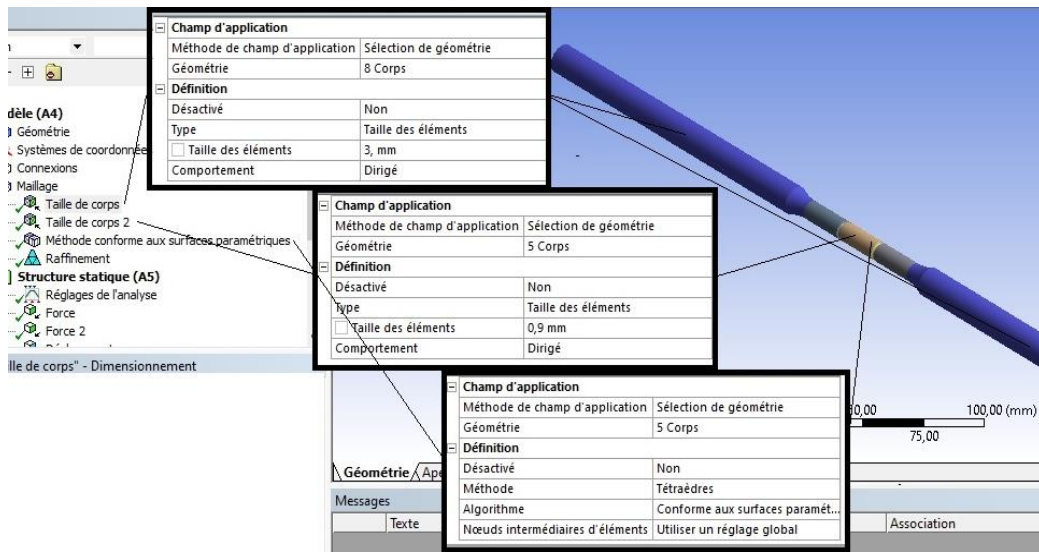 Champ d'application
Méthode de champ d'application Sélection de géométrie
Géométrie 8 Corps
Définition
Désactivé Non
Type Taille des éléments
Taille des éléments 3, mm
Comportement Dirigé
dèle (A4)
Géométrie
Systèmes de coordonnée
Connexions
Maillage
Taille de corps
Taille de corps 2
Méthode conforme aux surfaces paramétriques
Raffinement
Structure statique (A5)
Réglages de l'analyse
Force
Force 2
lle de corps" - Dimensionnement
Champ d'application
Méthode de champ d'application Sélection de géométrie
Géométrie 5 Corps
Définition
Désactivé Non
Type Taille des éléments
Taille des éléments 0,9 mm
Comportement Dirigé
Champ d'application
Méthode de champ d'application Sélection de géométrie
Géométrie 5 Corps
Définition
Désactivé Non
Méthode Tétraèdres
Algorithme Conforme aux surfaces paramét...
Nœuds intermédiaires d'éléments Utiliser un réglage global
0,00 100,00 (mm)
75,00
Géométrie Ape
Messages
Texte Association